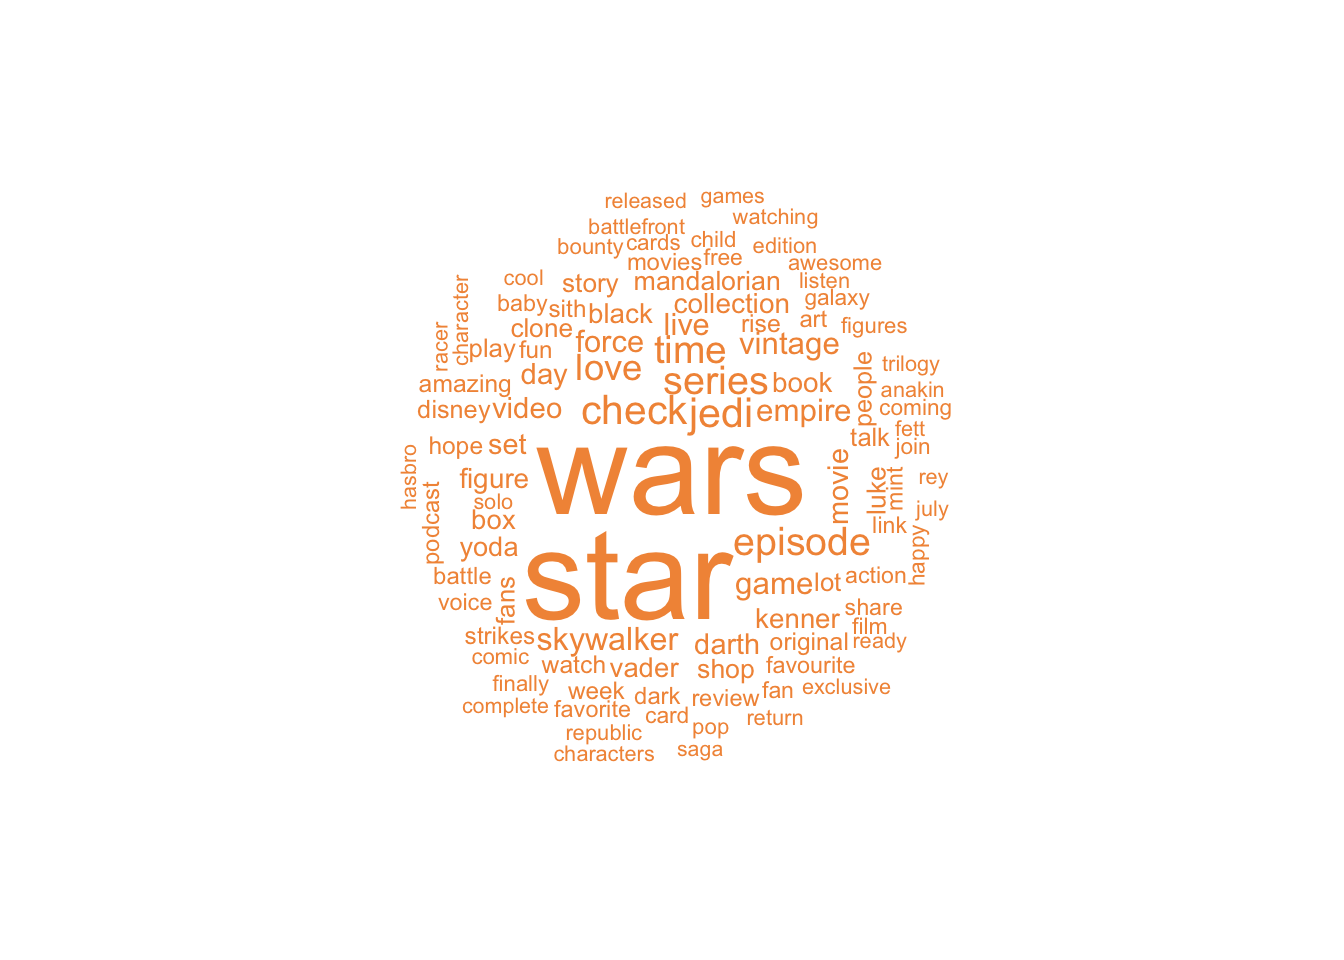 released games
battlefront watching
bounty cards child edition
movies free awesome
cool story mandalorian listen
character baby sith black collection galaxy
racer clone live rise art figures
play fun force time vintage
amazing day love series book people trilogy
anakin
disney video check jedi empire coming
fett
hope set talk join
wars
hasbro figure movie luke mint rey
podcast solo
box link july
yoda star episode happy
battle fans game lot action
voice kenner share
film
strikes skywalker darth original ready
comic watch vader shop favourite
finally week dark review fan exclusive
complete favorite card pop return
republic
characters saga